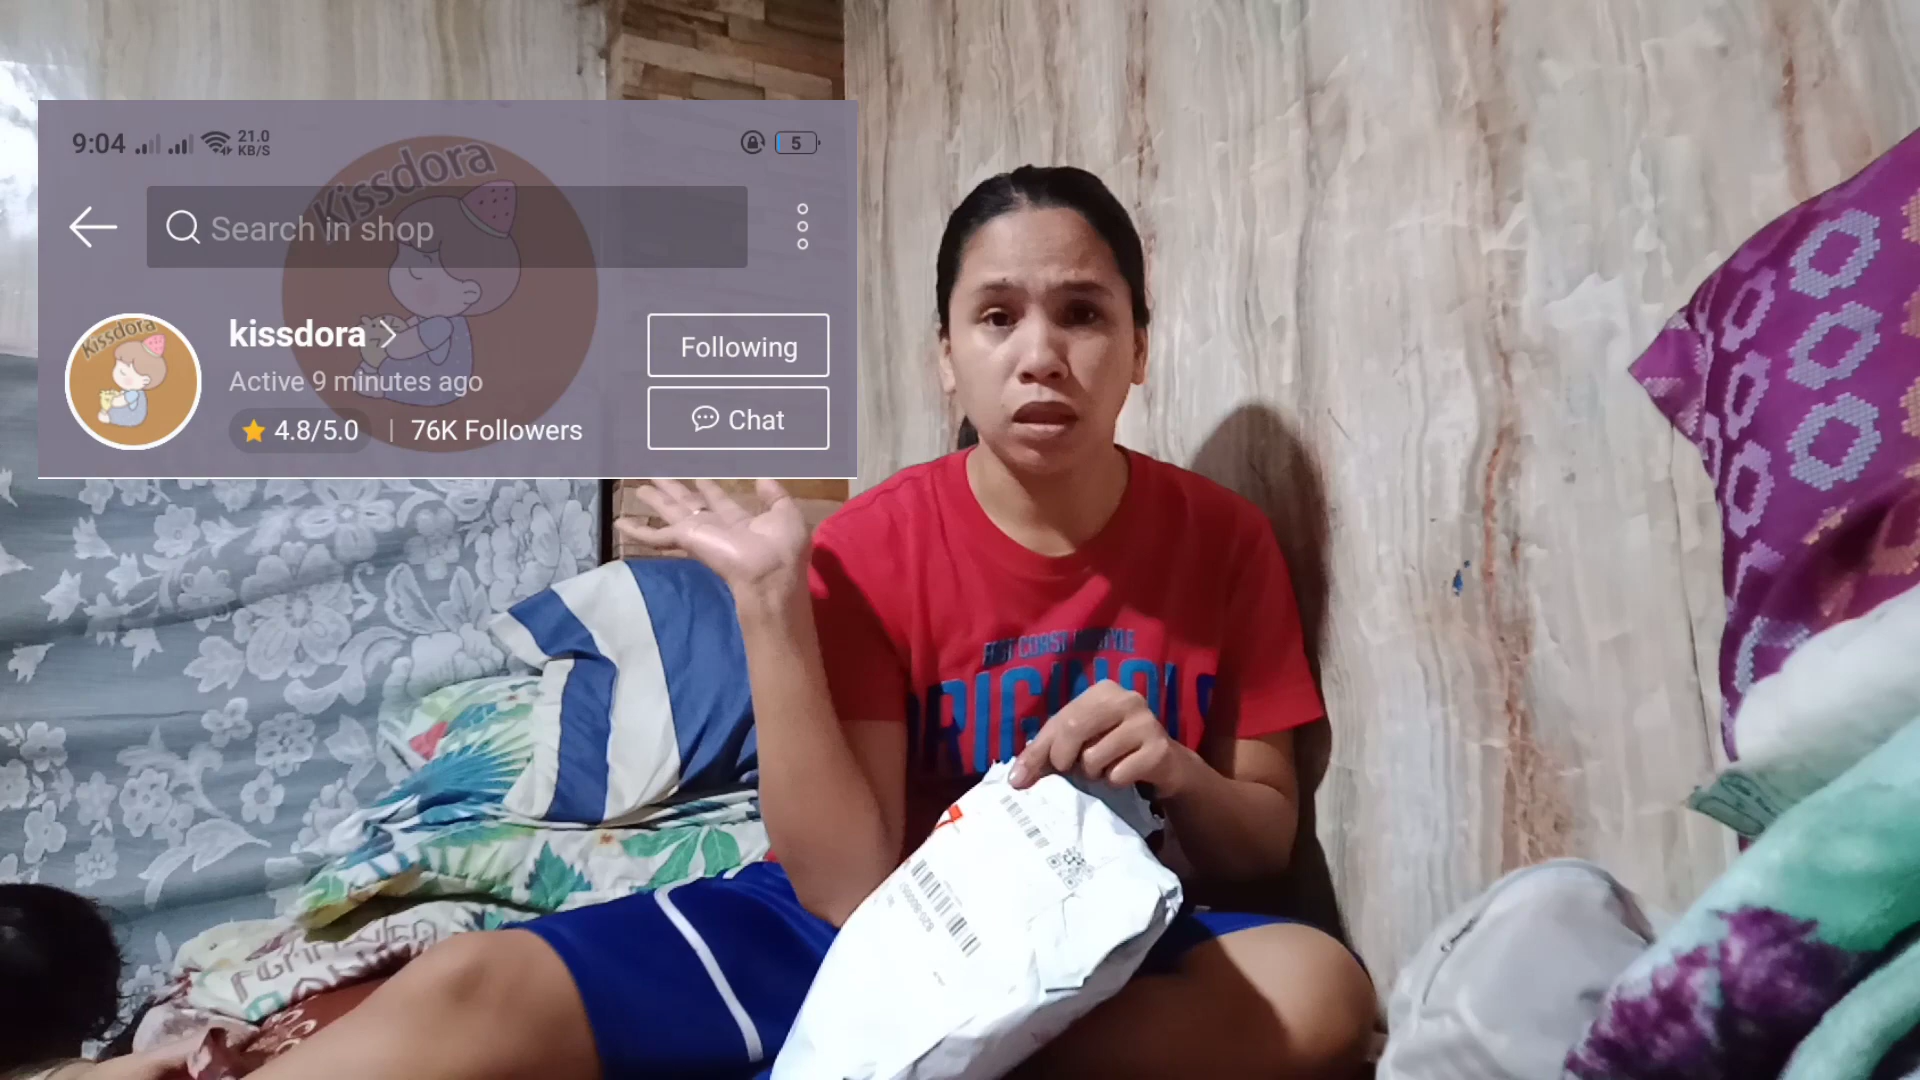 9:04 21.0 KB/S 5
Kissdora
Search in shop
Kissdora
kissdora
Active 9 minutes ago
4.8/5.0 | 76K Followers
Following
Chat
ORIGINALS